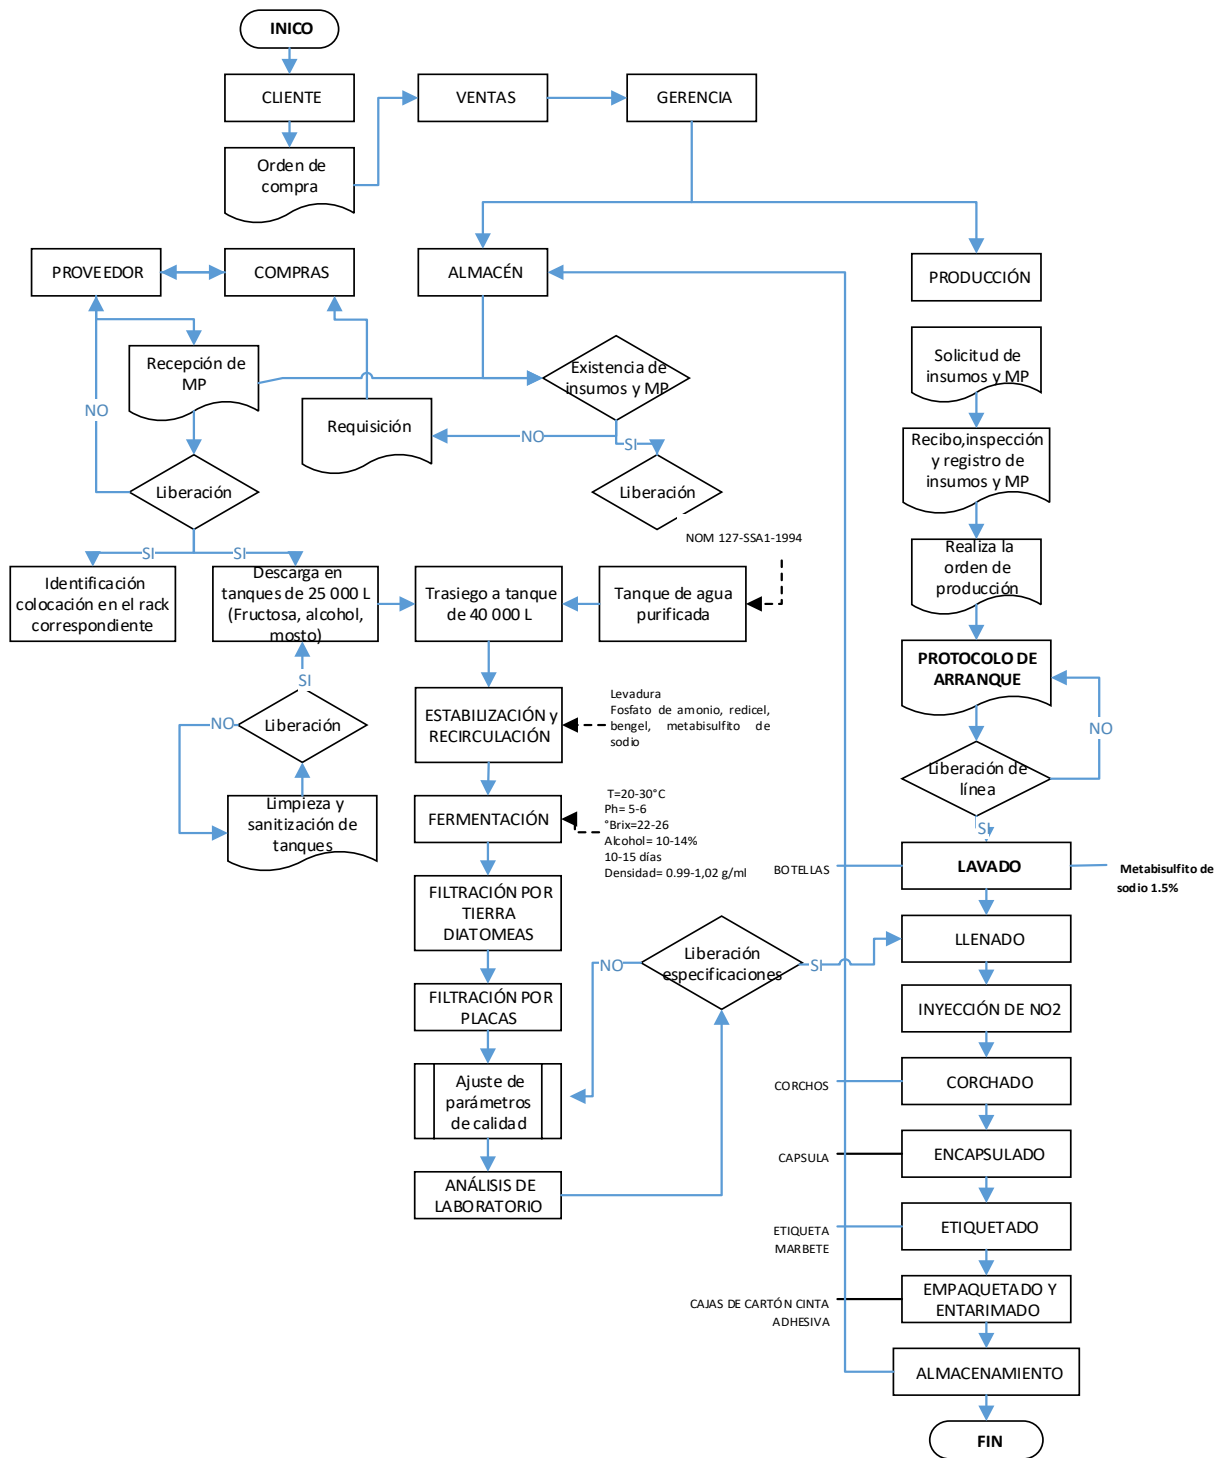 INICO
CLIENTE
VENTAS
GERENCIA
Orden de
compra
PROVEEDOR
COMPRAS
ALMACÉN
PRODUCCIÓN
Recepción de
MP
Existencia de
insumos y MP
Solicitud de
insumos y MP
NO
Requisición
NO
SI
Recibo,inspección
y registro de
insumos y MP
Liberación
Liberación
NOM 127-SSA1-1994
SI
SI
Realiza la
orden de
producción
Identificación
colocación en el rack
correspondiente
Descarga en
tanques de 25 000 L
(Fructosa, alcohol,
mosto)
Trasiego a tanque
de 40 000 L
Tanque de agua
purificada
PROTOCOLO DE
ARRANQUE
SI
Liberación
NO
Levadura
Fosfato de amonio, redicel,
bengel, metabisulfito de
sodio
ESTABILIZACIÓN y
RECIRCULACIÓN
NO
Liberación de
línea
Limpieza y
sanitización de
tanques
FERMENTACIÓN
T=20-30°C
Ph= 5-6
°Brix=22-26
Alcohol= 10-14%
10-15 días
Densidad= 0.99-1,02 g/ml
SI
BOTELLAS
LAVADO
Metabisulfito de
sodio 1.5%
FILTRACIÓN POR
TIERRA
DIATOMEAS
Liberación
especificaciones
NO
SI
LLENADO
FILTRACIÓN POR
PLACAS
INYECCIÓN DE NO2
Ajuste de
parámetros
de calidad
CORCHOS
CORCHADO
CAPSULA
ENCAPSULADO
ANÁLISIS DE
LABORATORIO
ETIQUETA
MARBETE
ETIQUETADO
CAJAS DE CARTÓN CINTA
ADHESIVA
EMPAQUETADO Y
ENTARIMADO
ALMACENAMIENTO
FIN